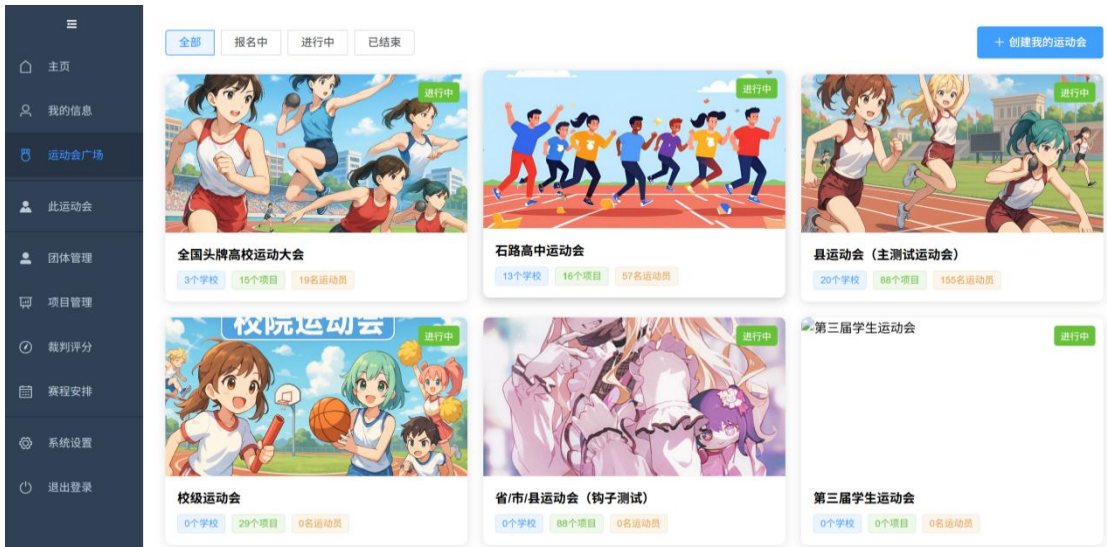 主页
我的信息
运动会广场
此运动会
团体管理
项目管理
裁判评分
赛程安排
系统设置
退出登录
全部 报名中 进行中 已结束
+ 创建我的运动会
进行中
全国头牌高校运动大会
3个学校 15个项目 19名运动员
进行中
石路高中运动会
13个学校 16个项目 57名运动员
进行中
县运动会（主测试运动会）
20个学校 88个项目 155名运动员
校院运动会
进行中
校级运动会
0个学校 29个项目 0名运动员
进行中
省/市/县运动会（钩子测试）
0个学校 88个项目 0名运动员
第三届学生运动会
进行中
第三届学生运动会
0个学校 0个项目 0名运动员